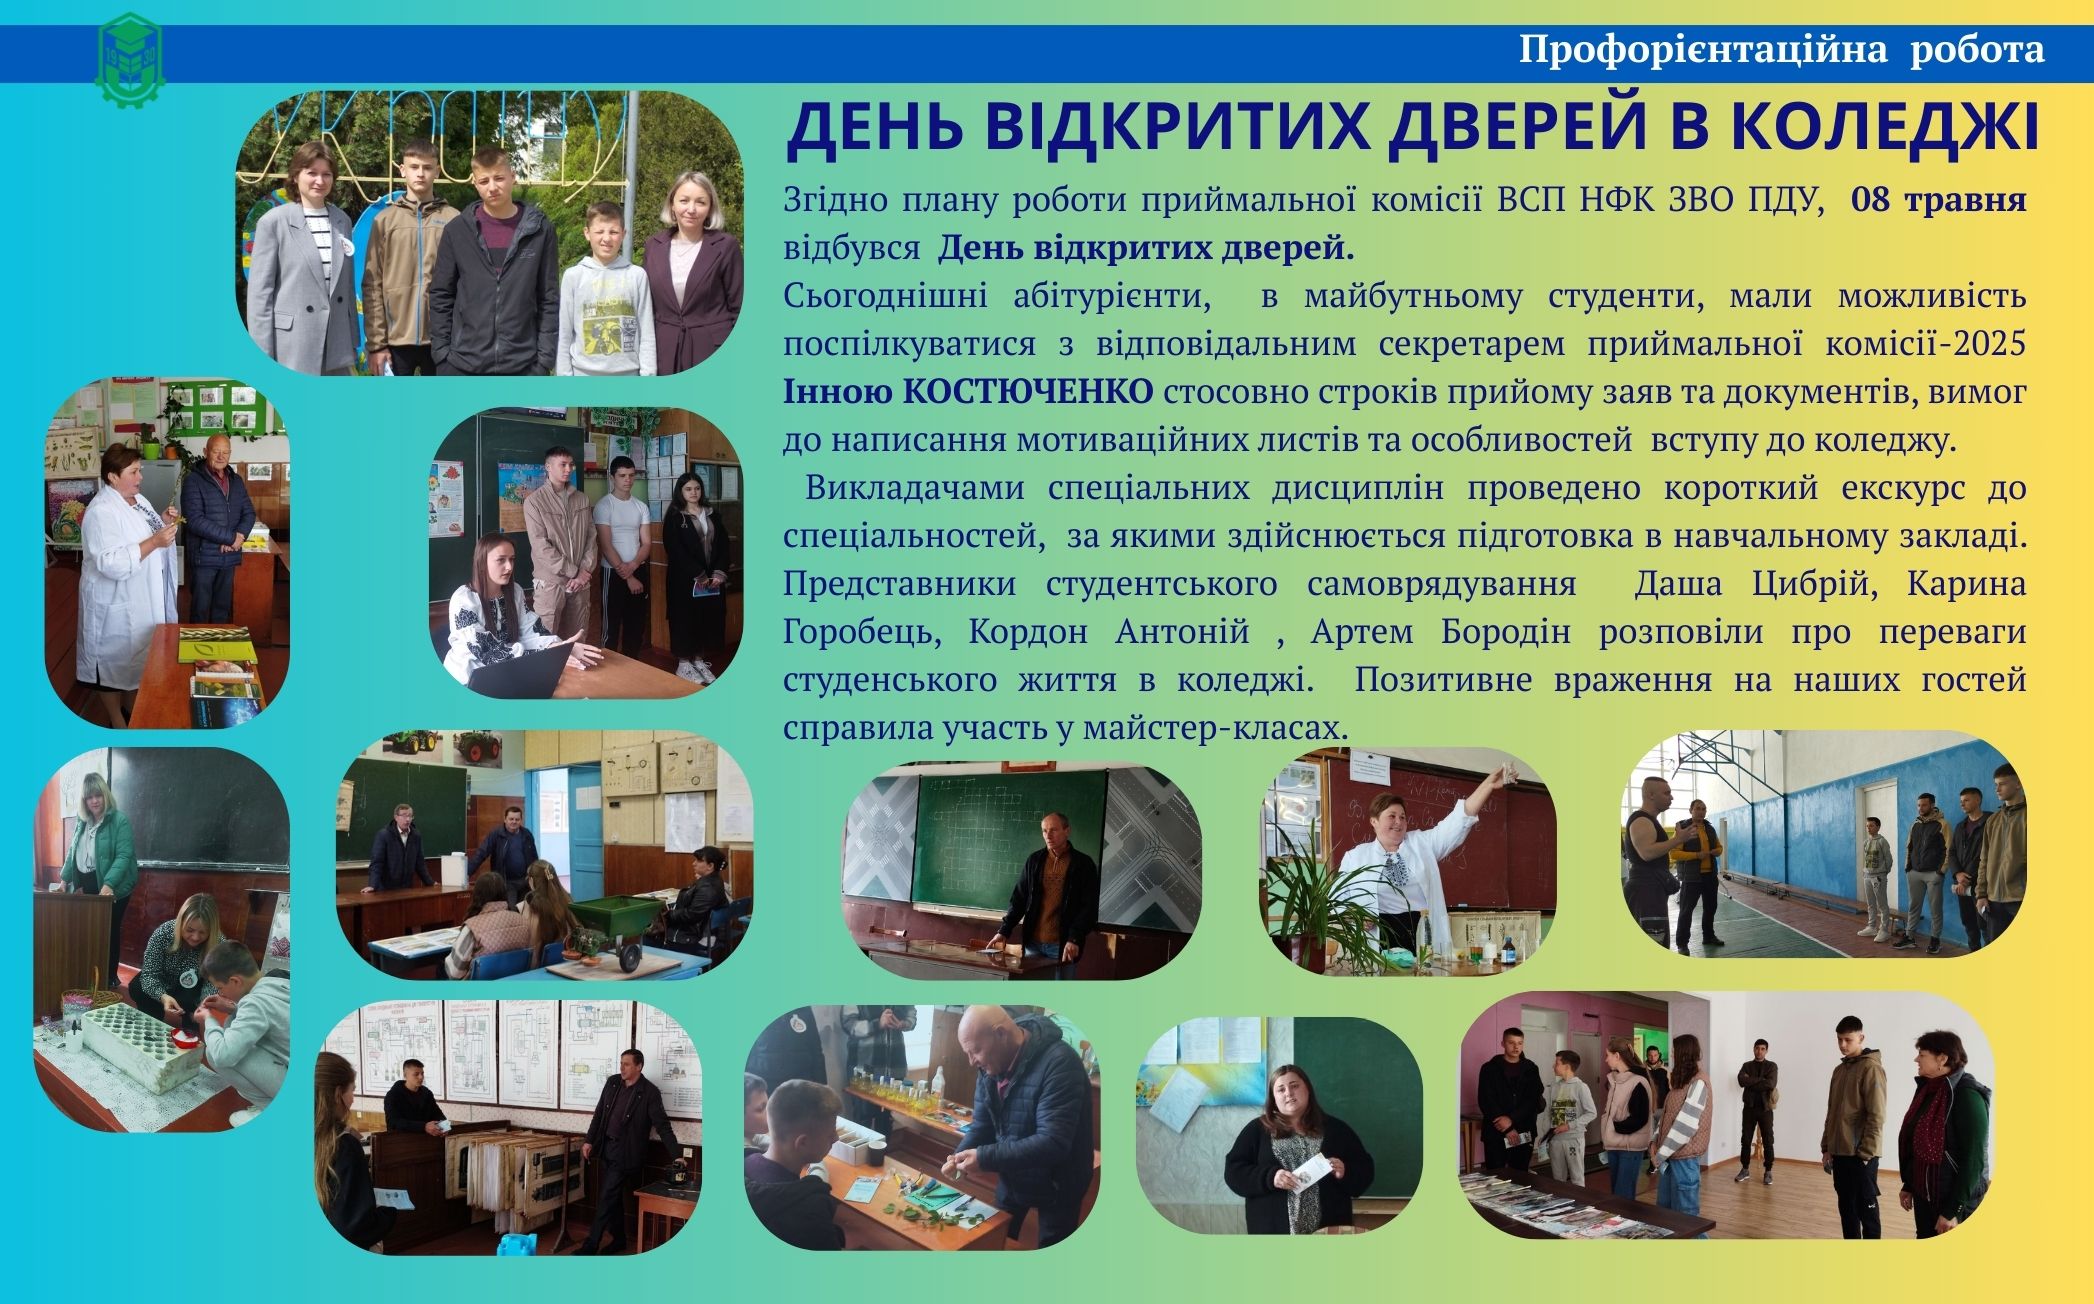 Профорієнтаційна робота
19 30
ДЕНЬ ВІДКРИТИХ ДВЕРЕЙ В КОЛЕДЖІ
Згідно плану роботи приймальної комісії ВСП НФК ЗВО ПДУ, 08 травня
відбувся День відкритих дверей.
Сьогоднішні абітурієнти, в майбутньому студенти, мали можливість
поспілкуватися з відповідальним секретарем приймальної комісії-2025
Інною КОСТЮЧЕНКО стосовно строків прийому заяв та документів, вимог
до написання мотиваційних листів та особливостей вступу до коледжу.
Викладачами спеціальних дисциплін проведено короткий екскурс до
спеціальностей, за якими здійснюється підготовка в навчальному закладі.
Представники студентського самоврядування Даша Цибрій, Карина
Горобець, Кордон Антоній , Артем Бородін розповіли про переваги
студенського життя в коледжі. Позитивне враження на наших гостей
справила участь у майстер-класах.